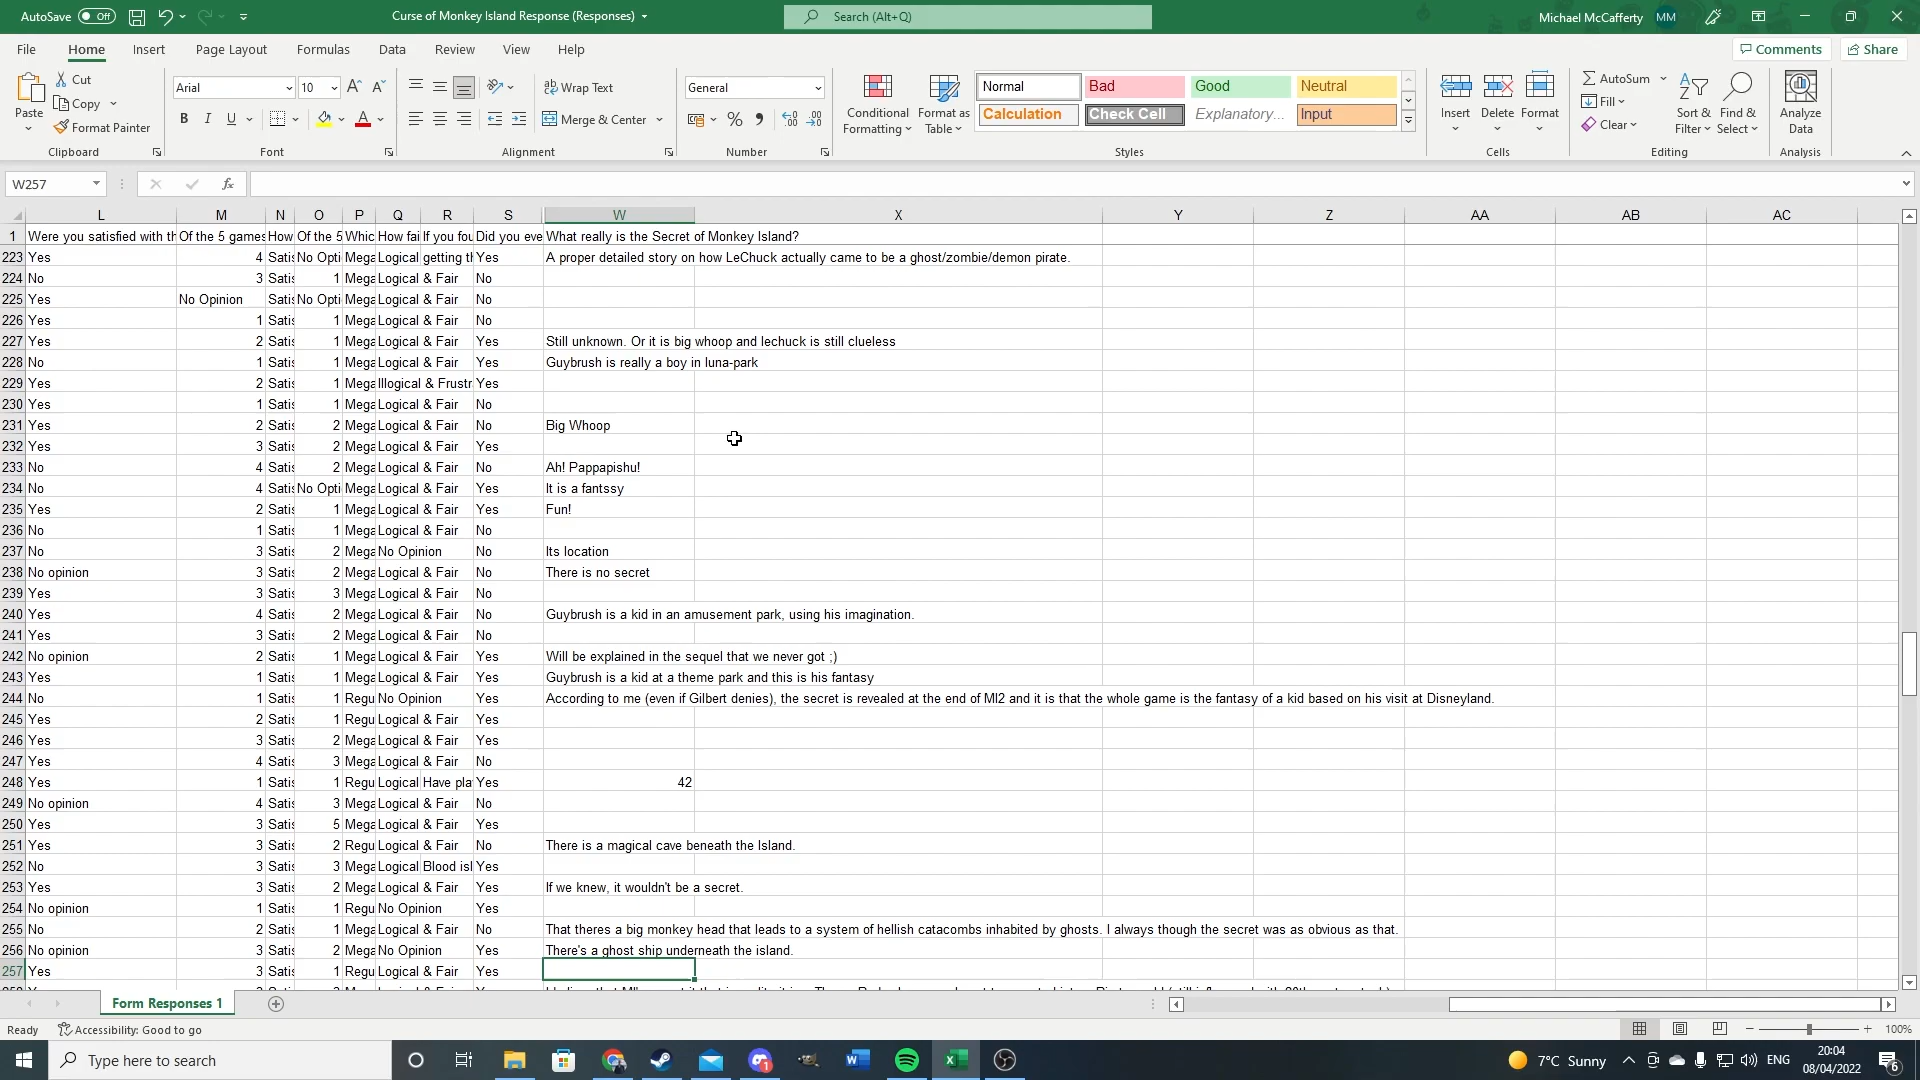 AutoSave Off Curse of Monkey Island Response (Responses) Search (Alt+Q) Michael McCafferty MM
File Home Insert Page Layout Formulas Data Review View Help Comments Share
Paste Cut Copy Format Painter Clipboard
Arial 10 B I U Font
Wrap Text Merge & Center Alignment
General % Number
Conditional Formatting Format as Table Normal Bad Good Neutral
Calculation Check Cell Explanatory... Input Styles
Insert Delete Format Cells
AutoSum Fill Clear Sort & Filter Find & Select Editing
Analyze Data Analysis
W257 fx
L M N O P Q R S W X Y Z AA AB AC
1 Were you satisfied with th Of the 5 games How Of the 5 Whic How fai If you fou Did you eve What really is the Secret of Monkey Island?
223 Yes 4 Satis No Opti Mega Logical getting th Yes A proper detailed story on how LeChuck actually came to be a ghost/zombie/demon pirate.
224 No 3 Satis 1 Mega Logical & Fair No
225 Yes No Opinion Satis No Opti Mega Logical & Fair No
226 Yes 1 Satis 1 Mega Logical & Fair No
227 Yes 2 Satis 1 Mega Logical & Fair Yes Still unknown. Or it is big whoop and lechuck is still clueless
228 No 1 Satis 1 Mega Logical & Fair Yes Guybrush is really a boy in luna-park
229 Yes 2 Satis 1 Mega Illogical & Frustr Yes
230 Yes 1 Satis 1 Mega Logical & Fair No
231 Yes 2 Satis 2 Mega Logical & Fair No Big Whoop
232 Yes 3 Satis 2 Mega Logical & Fair Yes
233 No 4 Satis 2 Mega Logical & Fair No Ah! Pappapishu!
234 No 4 Satis No Opti Mega Logical & Fair Yes It is a fantssy
235 Yes 2 Satis 1 Mega Logical & Fair Yes Fun!
236 No 1 Satis 1 Mega Logical & Fair No
237 No 3 Satis 2 Mega No Opinion No Its location
238 No opinion 3 Satis 2 Mega Logical & Fair No There is no secret
239 Yes 3 Satis 3 Mega Logical & Fair No
240 Yes 4 Satis 2 Mega Logical & Fair No Guybrush is a kid in an amusement park, using his imagination.
241 Yes 3 Satis 2 Mega Logical & Fair No
242 No opinion 2 Satis 1 Mega Logical & Fair Yes Will be explained in the sequel that we never got ;)
243 Yes 1 Satis 1 Mega Logical & Fair Yes Guybrush is a kid at a theme park and this is his fantasy
244 No 1 Satis 1 Regu No Opinion Yes According to me (even if Gilbert denies), the secret is revealed at the end of MI2 and it is that the whole game is the fantasy of a kid based on his visit at Disneyland.
245 Yes 2 Satis 1 Regu Logical & Fair Yes
246 Yes 3 Satis 2 Mega Logical & Fair Yes
247 Yes 4 Satis 3 Mega Logical & Fair No
248 Yes 1 Satis 1 Regu Logical Have pla Yes 42
249 No opinion 4 Satis 3 Mega Logical & Fair No
250 Yes 3 Satis 5 Mega Logical & Fair Yes
251 Yes 3 Satis 2 Regu Logical & Fair No There is a magical cave beneath the Island.
252 No 3 Satis 3 Mega Logical Blood isl Yes
253 Yes 3 Satis 2 Mega Logical & Fair Yes If we knew, it wouldn't be a secret.
254 No opinion 1 Satis 1 Regu No Opinion Yes
255 No 2 Satis 1 Mega Logical & Fair No That theres a big monkey head that leads to a system of hellish catacombs inhabited by ghosts. I always though the secret was as obvious as that.
256 No opinion 3 Satis 2 Mega No Opinion Yes There's a ghost ship underneath the island.
257 Yes 3 Satis 1 Regu Logical & Fair Yes
Form Responses 1
Ready Accessibility: Good to go 100%
Type here to search 7°C Sunny ENG 20:04
08/04/2022 6